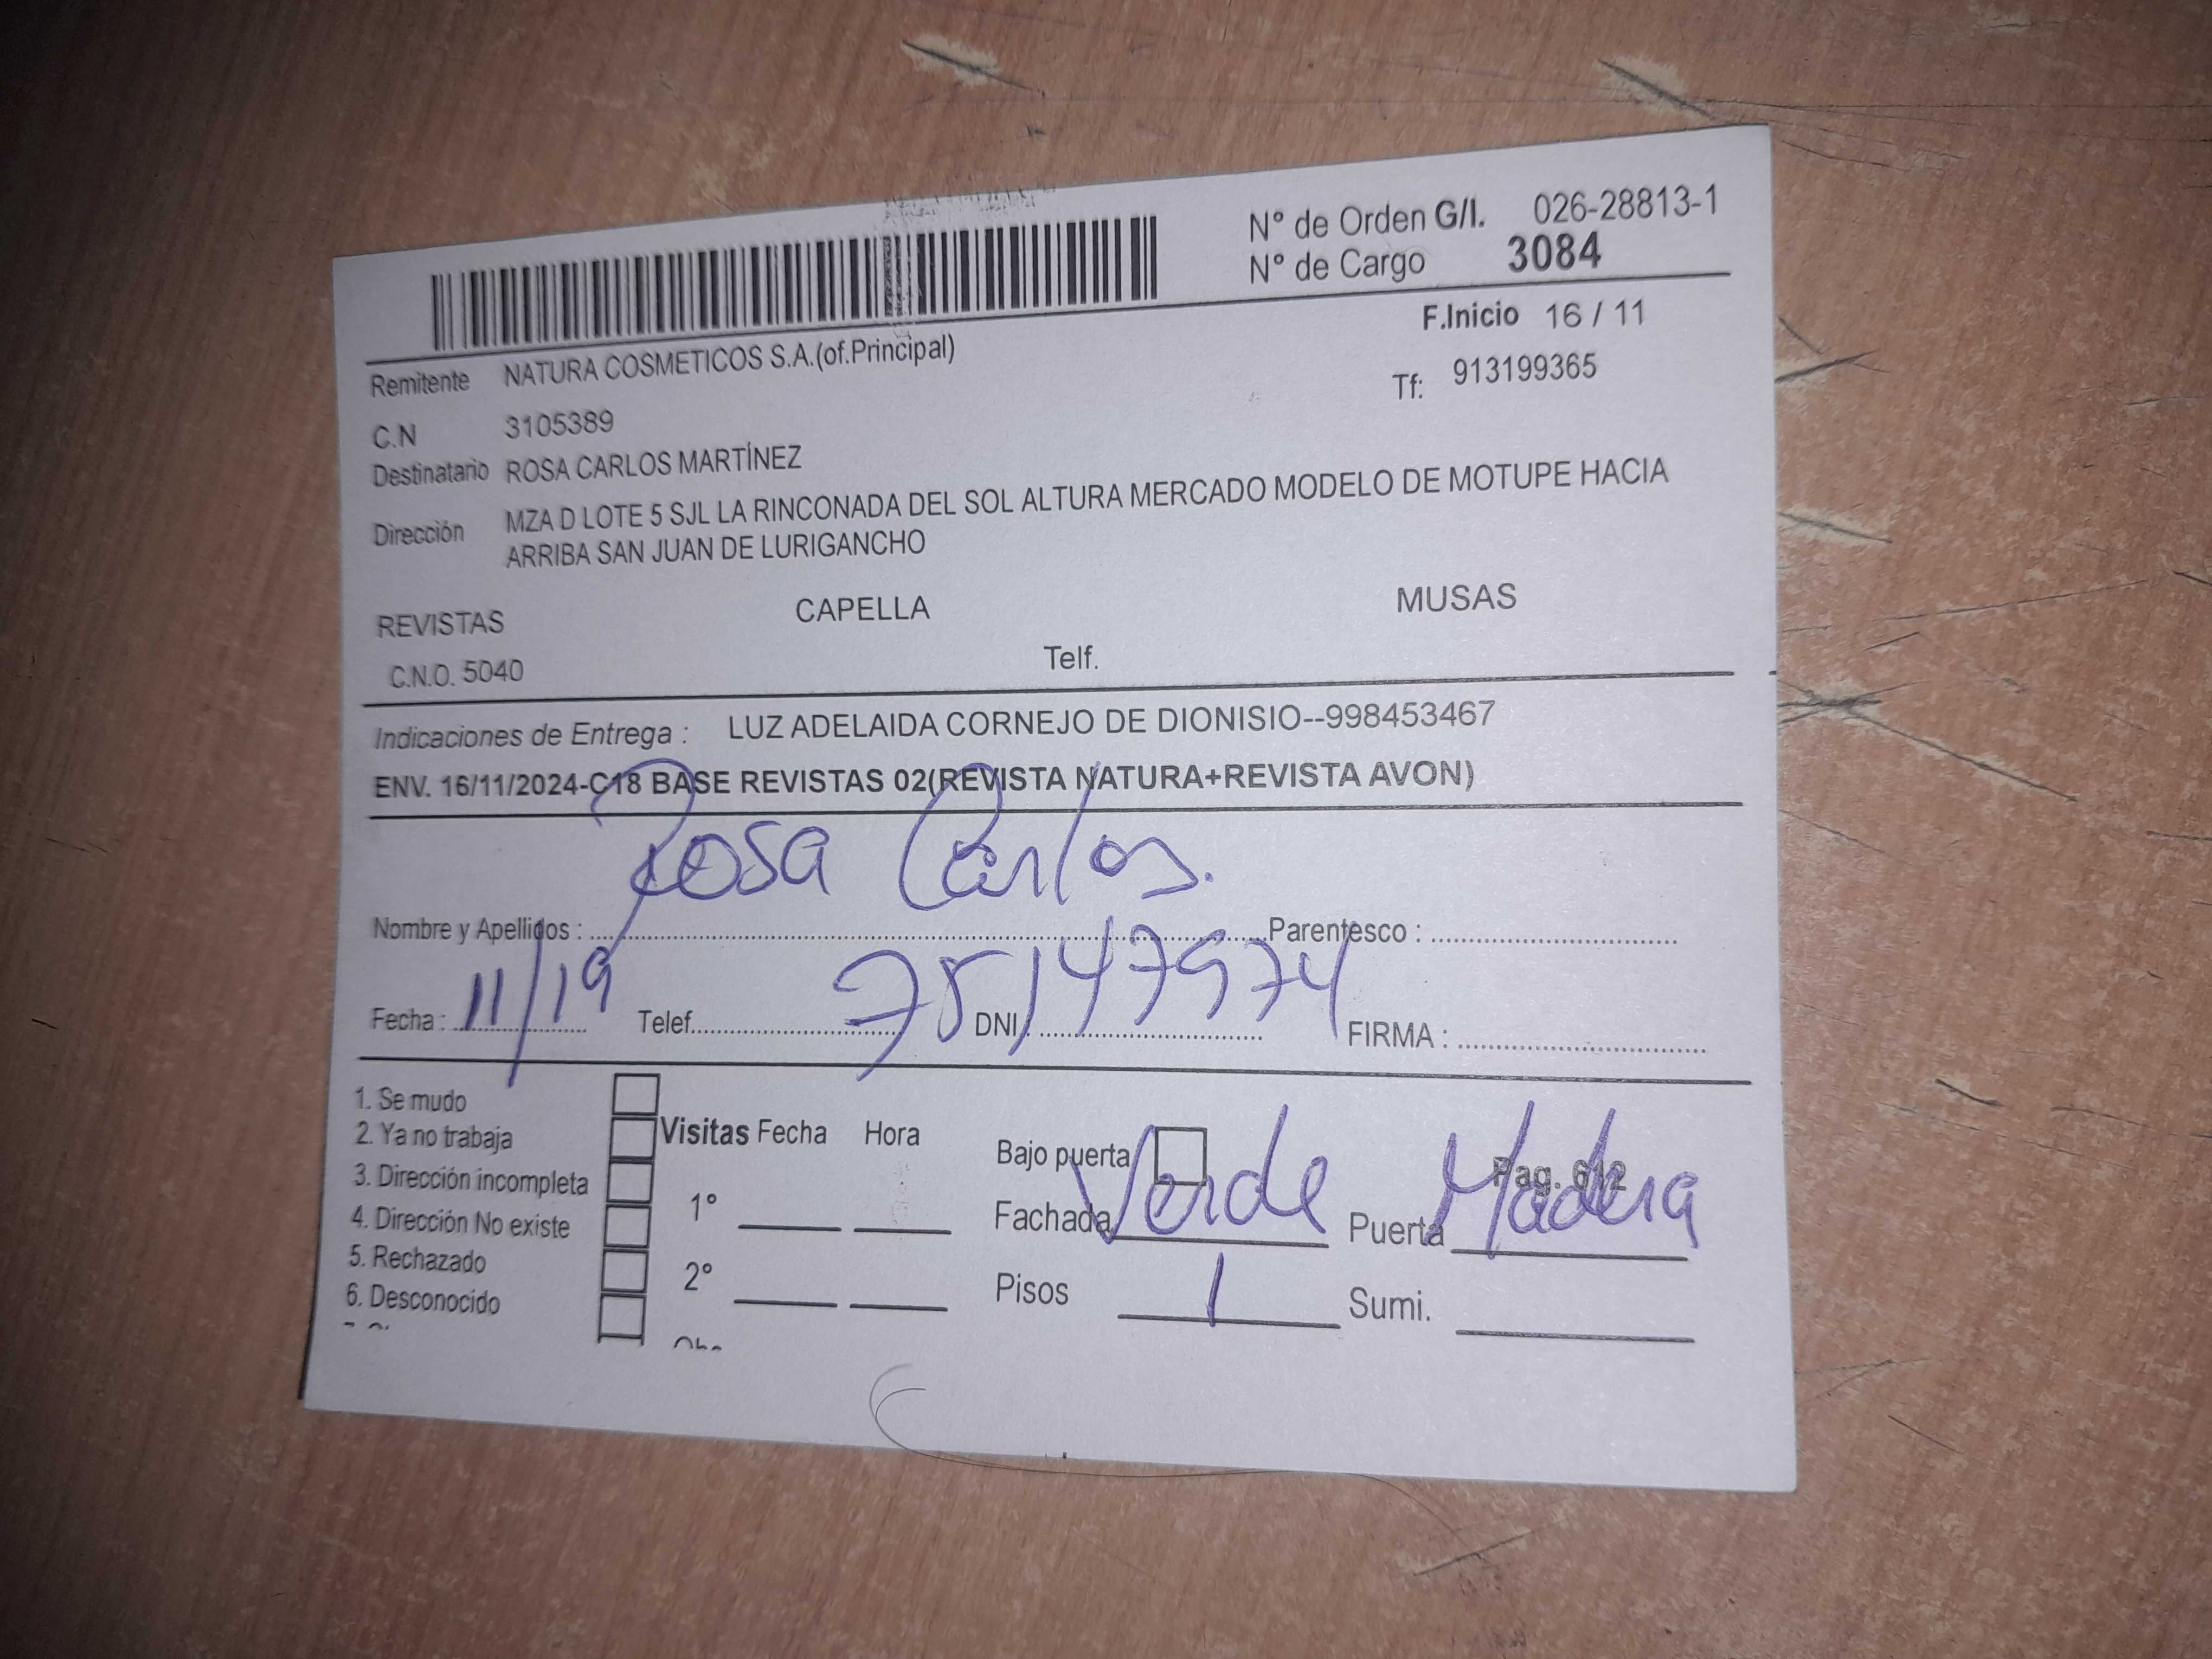 Nº de Orden G/I. 026-28813-1
Nº de Cargo 3084
F.Inicio 16 / 11
Remitente NATURA COSMETICOS S.A.(of.Principal)
Tf: 913199365
C.N 3105389
Destinatario ROSA CARLOS MARTÍNEZ
Dirección MZA D LOTE 5 SJL LA RINCONADA DEL SOL ALTURA MERCADO MODELO DE MOTUPE HACIA
ARRIBA SAN JUAN DE LURIGANCHO
REVISTAS CAPELLA MUSAS
C.N.O. 5040 Telf.
Indicaciones de Entrega : LUZ ADELAIDA CORNEJO DE DIONISIO--998453467
ENV. 16/11/2024-C18 BASE REVISTAS 02(REVISTA NATURA+REVISTA AVON)
Rosa Carlos.
Nombre y Apellidos : Parentesco :
Fecha : 11/19 Telef. DNI : 75147974 FIRMA :
1. Se mudo
2. Ya no trabaja
3. Dirección incompleta
4. Dirección No existe
5. Rechazado
6. Desconocido
Visitas Fecha Hora
1º
2º
Bajo puerta
Pag. 612
Fachada Verde Puerta Madera
Pisos 1 Sumi.